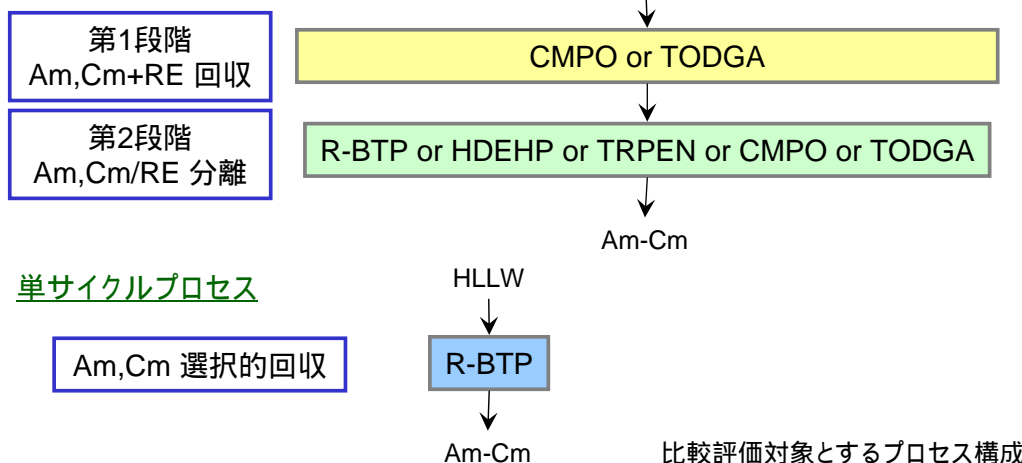 第1段階
Am,Cm+RE 回収
CMPO or TODGA
第2段階
Am,Cm/RE 分離
R-BTP or HDEHP or TRPEN or CMPO or TODGA
Am-Cm
単サイクルプロセス
HLLW
Am,Cm 選択的回収
R-BTP
Am-Cm
比較評価対象とするプロセス構成